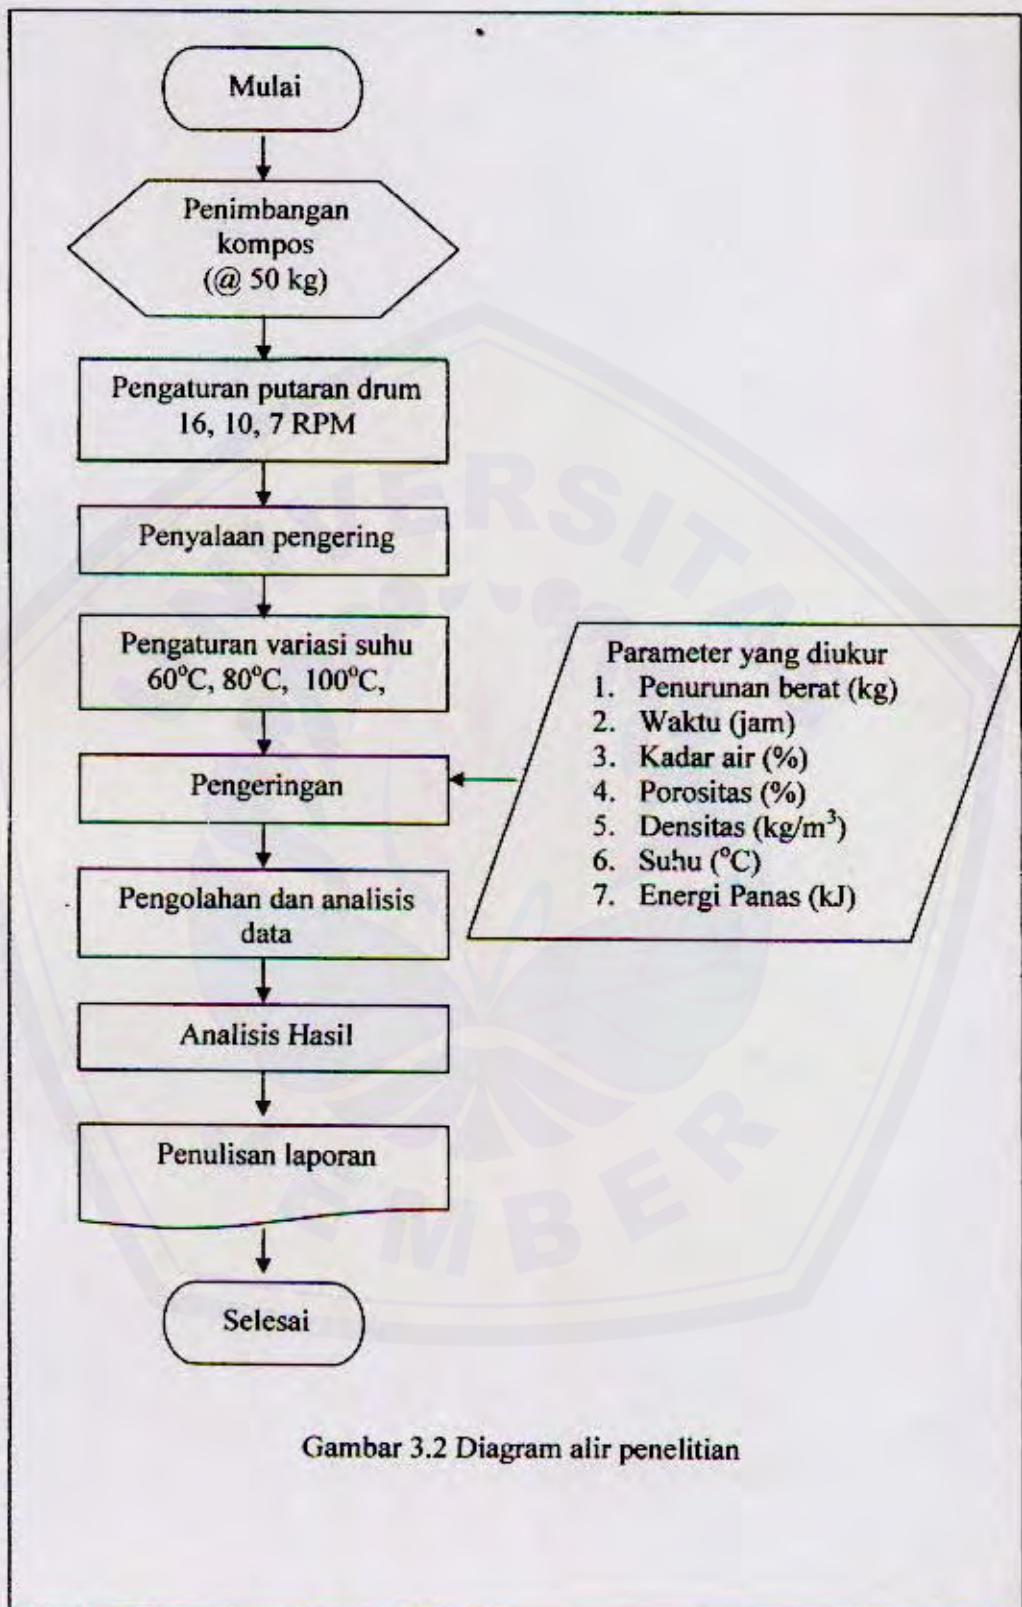 Mulai
Penimbangan
kompos
(@ 50 kg)
Pengaturan putaran drum
16, 10, 7 RPM
Penyalaan pengering
Pengaturan variasi suhu
60°C, 80°C, 100°C,
Pengeringan
Parameter yang diukur
1. Penurunan berat (kg)
2. Waktu (jam)
3. Kadar air (%)
4. Porositas (%)
5. Densitas (kg/m³)
6. Suhu (°C)
7. Energi Panas (kJ)
Pengolahan dan analisis
data
Analisis Hasil
Penulisan laporan
Selesai
Gambar 3.2 Diagram alir penelitian
UNIVERSITAS
JEMBER